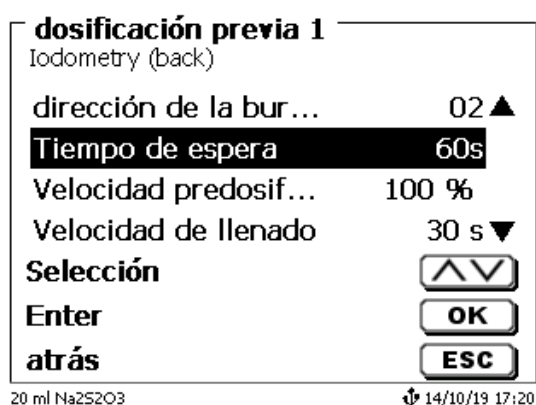 dosificación previa 1
Iodometry (back)
dirección de la bur... 02
Tiempo de espera 60s
Velocidad predosif... 100 %
Velocidad de llenado 30 s
Selección
Enter OK
atrás ESC
20 ml Na2S2O3 14/10/19 17:20